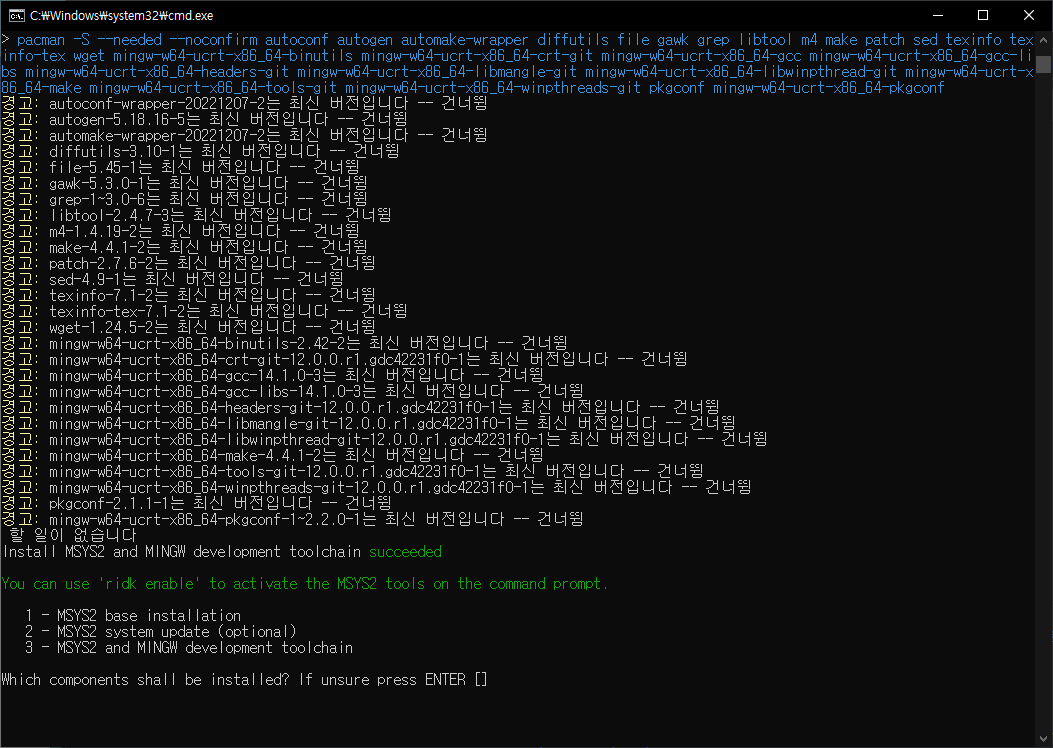 C:₩Windows₩system32₩cmd.exe
> pacman -S --needed --noconfirm autoconf autogen automake-wrapper diffutils file gawk grep libtool m4 make patch sed texinfo tex
info-tex wget mingw-w64-ucrt-x86_64-binutils mingw-w64-ucrt-x86_64-crt-git mingw-w64-ucrt-x86_64-gcc mingw-w64-ucrt-x86_64-gcc-li
bs mingw-w64-ucrt-x86_64-headers-git mingw-w64-ucrt-x86_64-libmangle-git mingw-w64-ucrt-x86_64-libwinpthread-git mingw-w64-ucrt-x
86_64-make mingw-w64-ucrt-x86_64-tools-git mingw-w64-ucrt-x86_64-winpthreads-git pkgconf mingw-w64-ucrt-x86_64-pkgconf
경고: autoconf-wrapper-20221207-2는 최신 버전입니다 -- 건너뜀
경고: autogen-5.18.16-5는 최신 버전입니다 -- 건너뜀
경고: automake-wrapper-20221207-2는 최신 버전입니다 -- 건너뜀
경고: diffutils-3.10-1는 최신 버전입니다 -- 건너뜀
경고: file-5.45-1는 최신 버전입니다 -- 건너뜀
경고: gawk-5.3.0-1는 최신 버전입니다 -- 건너뜀
경고: grep-1~3.0-6는 최신 버전입니다 -- 건너뜀
경고: libtool-2.4.7-3는 최신 버전입니다 -- 건너뜀
경고: m4-1.4.19-2는 최신 버전입니다 -- 건너뜀
경고: make-4.4.1-2는 최신 버전입니다 -- 건너뜀
경고: patch-2.7.6-2는 최신 버전입니다 -- 건너뜀
경고: sed-4.9-1는 최신 버전입니다 -- 건너뜀
경고: texinfo-7.1-2는 최신 버전입니다 -- 건너뜀
경고: texinfo-tex-7.1-2는 최신 버전입니다 -- 건너뜀
경고: wget-1.24.5-2는 최신 버전입니다 -- 건너뜀
경고: mingw-w64-ucrt-x86_64-binutils-2.42-2는 최신 버전입니다 -- 건너뜀
경고: mingw-w64-ucrt-x86_64-crt-git-12.0.0.r1.gdc42231f0-1는 최신 버전입니다 -- 건너뜀
경고: mingw-w64-ucrt-x86_64-gcc-14.1.0-3는 최신 버전입니다 -- 건너뜀
경고: mingw-w64-ucrt-x86_64-gcc-libs-14.1.0-3는 최신 버전입니다 -- 건너뜀
경고: mingw-w64-ucrt-x86_64-headers-git-12.0.0.r1.gdc42231f0-1는 최신 버전입니다 -- 건너뜀
경고: mingw-w64-ucrt-x86_64-libmangle-git-12.0.0.r1.gdc42231f0-1는 최신 버전입니다 -- 건너뜀
경고: mingw-w64-ucrt-x86_64-libwinpthread-git-12.0.0.r1.gdc42231f0-1는 최신 버전입니다 -- 건너뜀
경고: mingw-w64-ucrt-x86_64-make-4.4.1-2는 최신 버전입니다 -- 건너뜀
경고: mingw-w64-ucrt-x86_64-tools-git-12.0.0.r1.gdc42231f0-1는 최신 버전입니다 -- 건너뜀
경고: mingw-w64-ucrt-x86_64-winpthreads-git-12.0.0.r1.gdc42231f0-1는 최신 버전입니다 -- 건너뜀
경고: pkgconf-2.1.1-1는 최신 버전입니다 -- 건너뜀
경고: mingw-w64-ucrt-x86_64-pkgconf-1~2.2.0-1는 최신 버전입니다 -- 건너뜀
할 일이 없습니다
Install MSYS2 and MINGW development toolchain succeeded
You can use 'ridk enable' to activate the MSYS2 tools on the command prompt.
1 - MSYS2 base installation
2 - MSYS2 system update (optional)
3 - MSYS2 and MINGW development toolchain
Which components shall be installed? If unsure press ENTER []